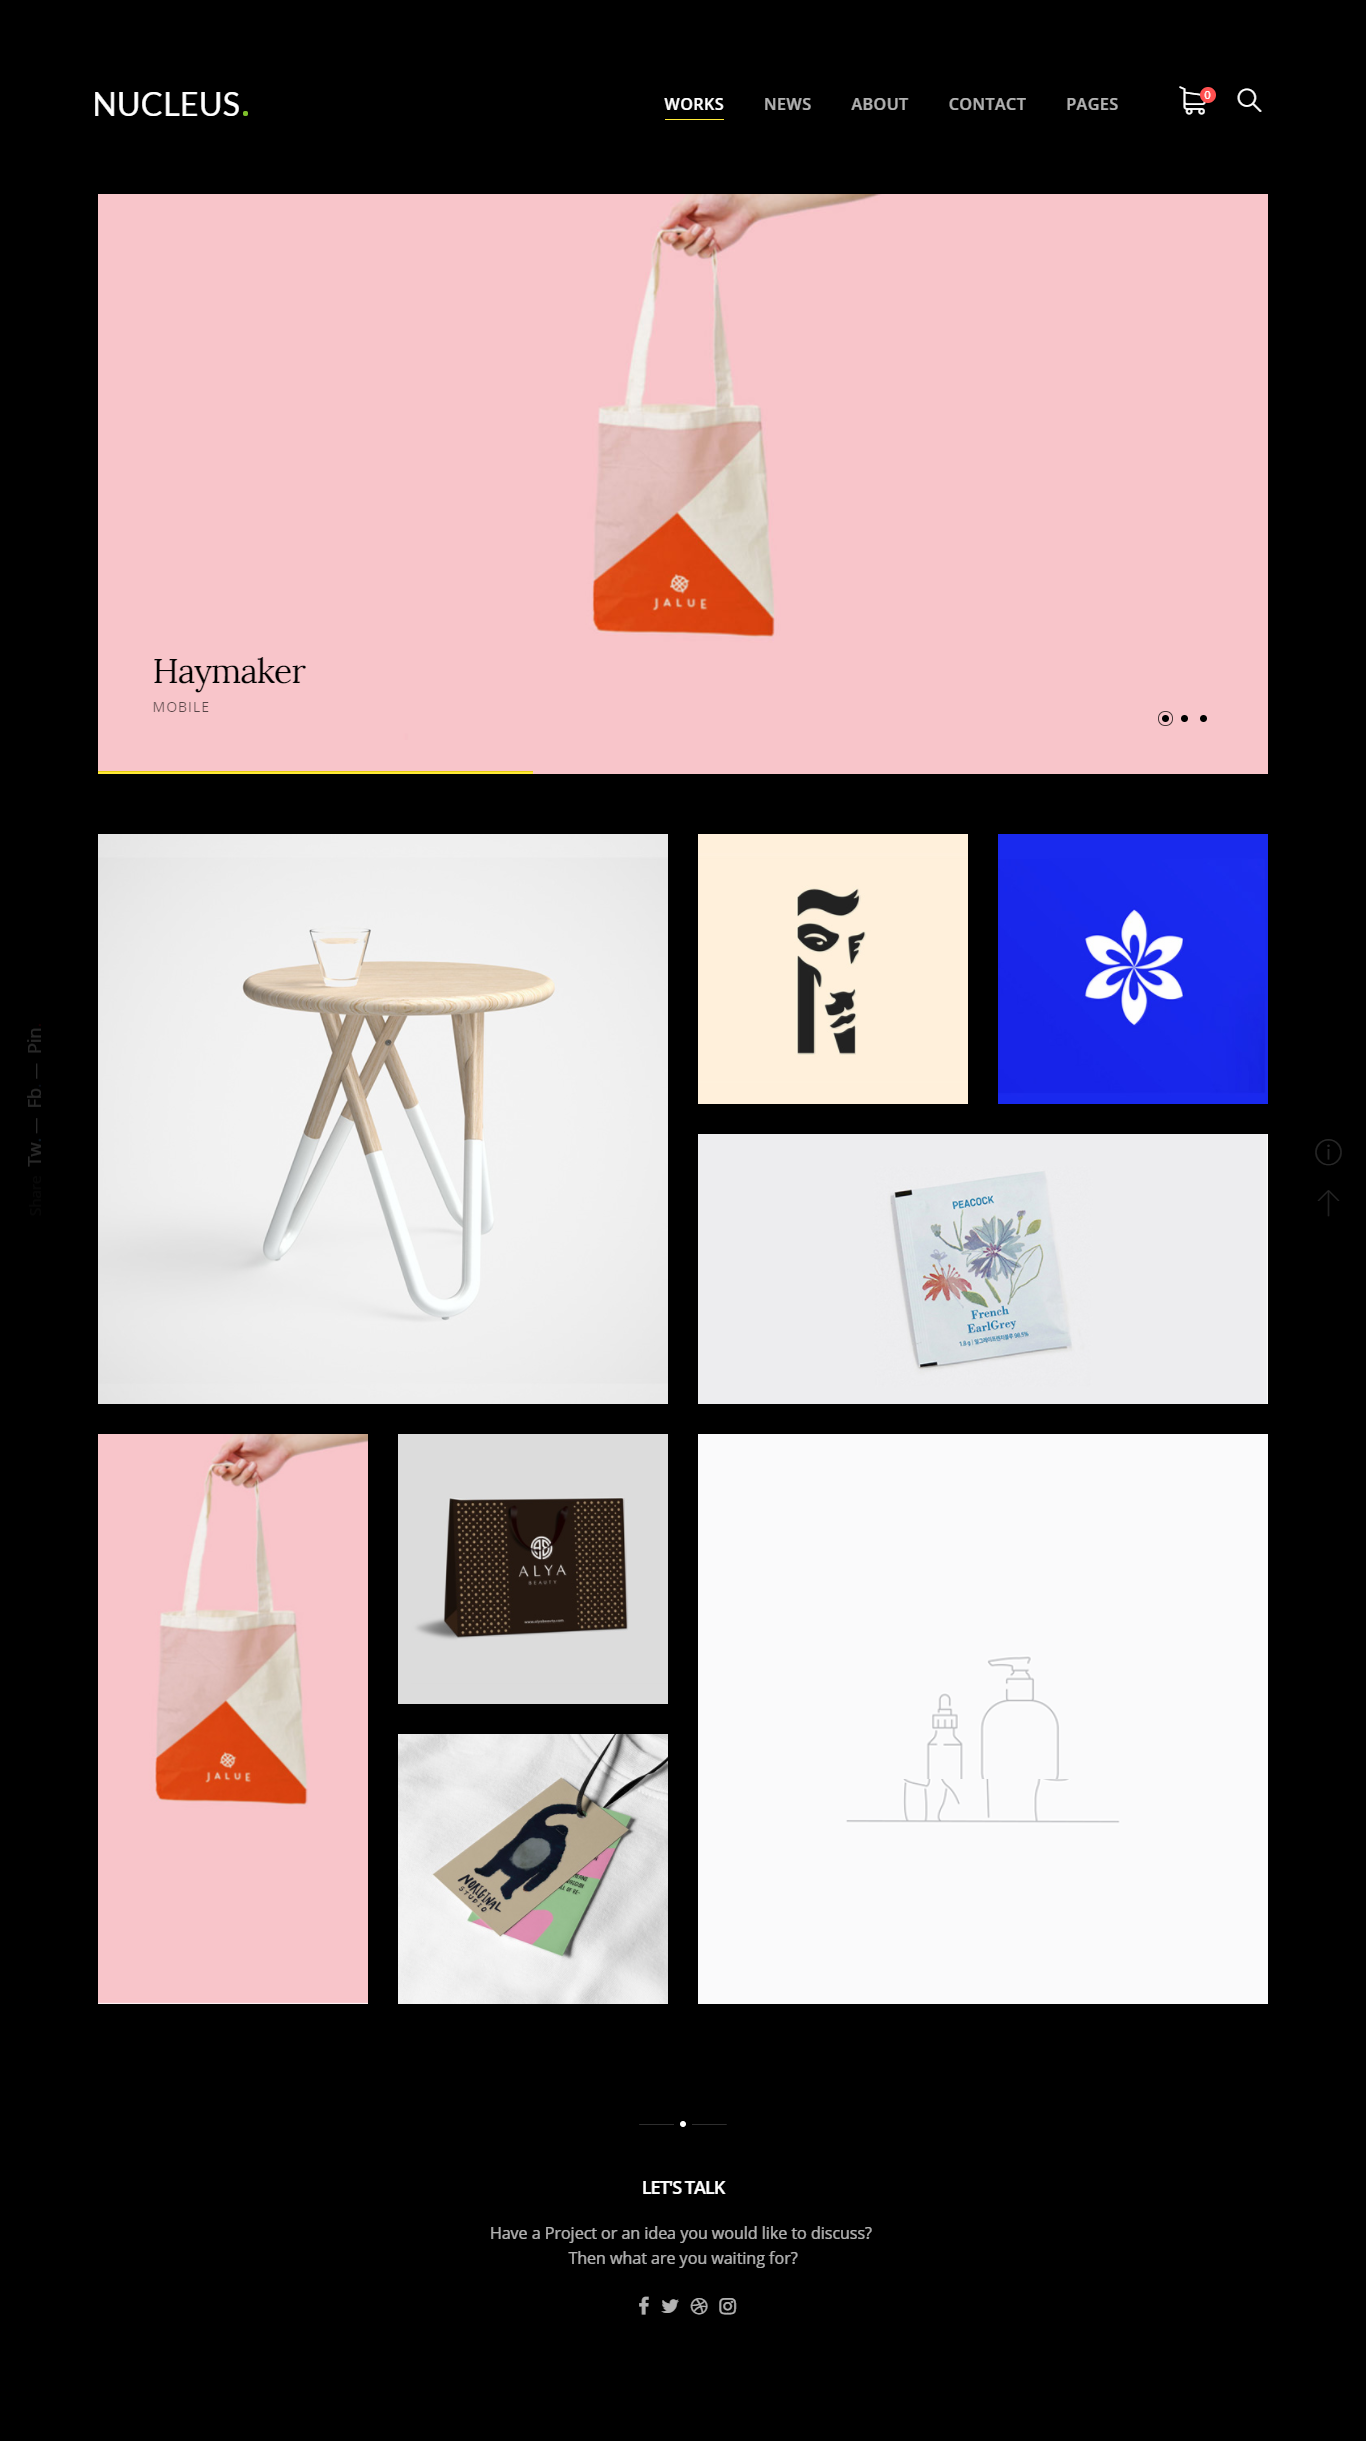 NUCLEUS.
WORKS NEWS ABOUT CONTACT PAGES
0
JALUE
Haymaker
MOBILE
Share
Tw. — Fb — Pin
PEACOCK
French
EarlGrey
ALYA
BEAUTY
JALUE
NORIGINAL
STUDIO
LET'S TALK
Have a Project or an idea you would like to discuss?
Then what are you waiting for?